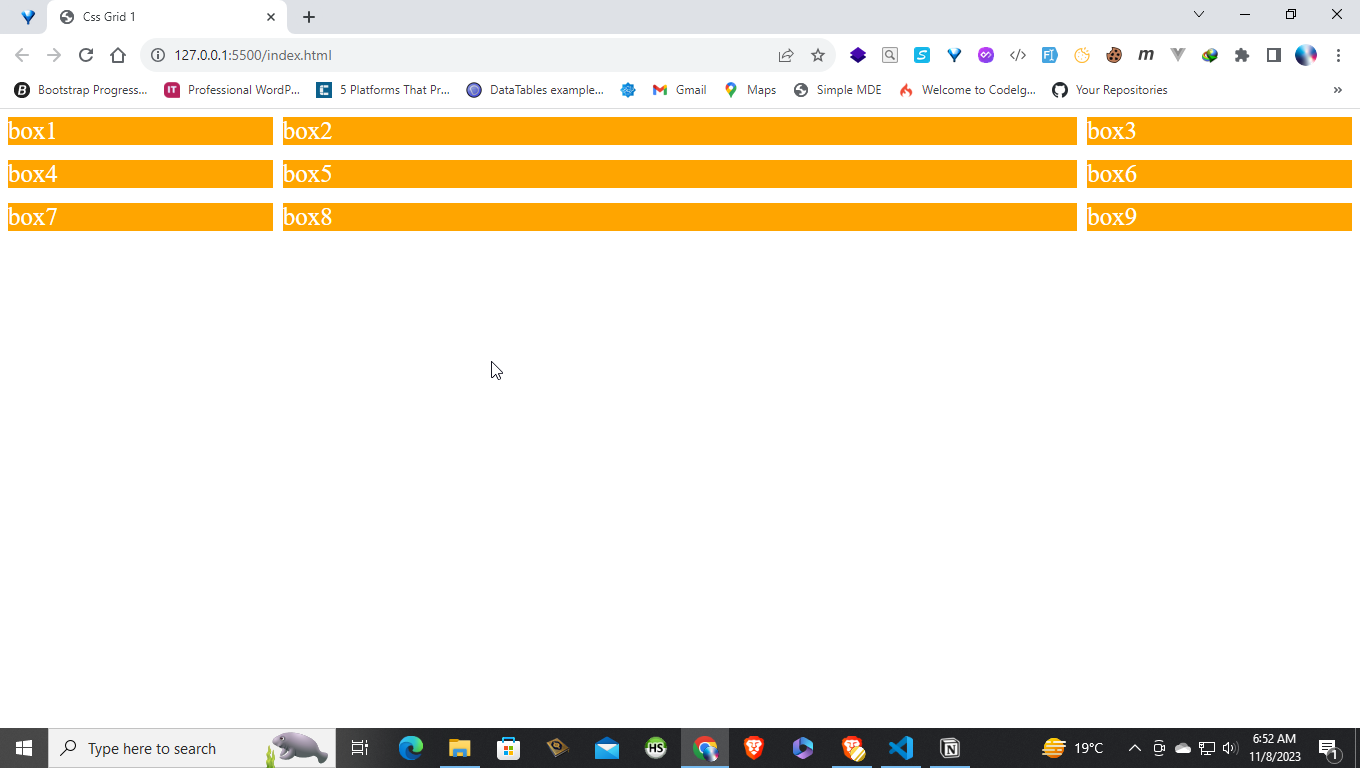 Css Grid 1
127.0.0.1:5500/index.html
Bootstrap Progress... Professional WordP... 5 Platforms That Pr... DataTables example... Gmail Maps Simple MDE Welcome to CodeIg... Your Repositories
box1 box2 box3
box4 box5 box6
box7 box8 box9
Type here to search
HS
19°C
6:52 AM
11/8/2023
1